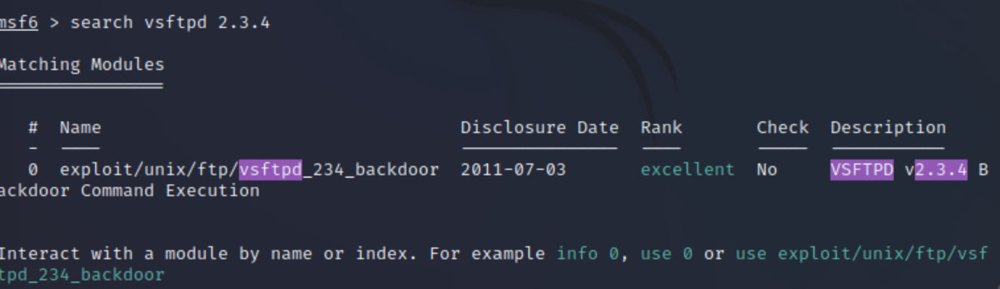 msf6 > search vsftpd 2.3.4
Matching Modules
# Name Disclosure Date Rank Check Description
- ---- --------------- ---- ----- -----------
0 exploit/unix/ftp/vsftpd_234_backdoor 2011-07-03 excellent No VSFTPD v2.3.4 B
ackdoor Command Execution
Interact with a module by name or index. For example info 0, use 0 or use exploit/unix/ftp/vsf
tpd_234_backdoor